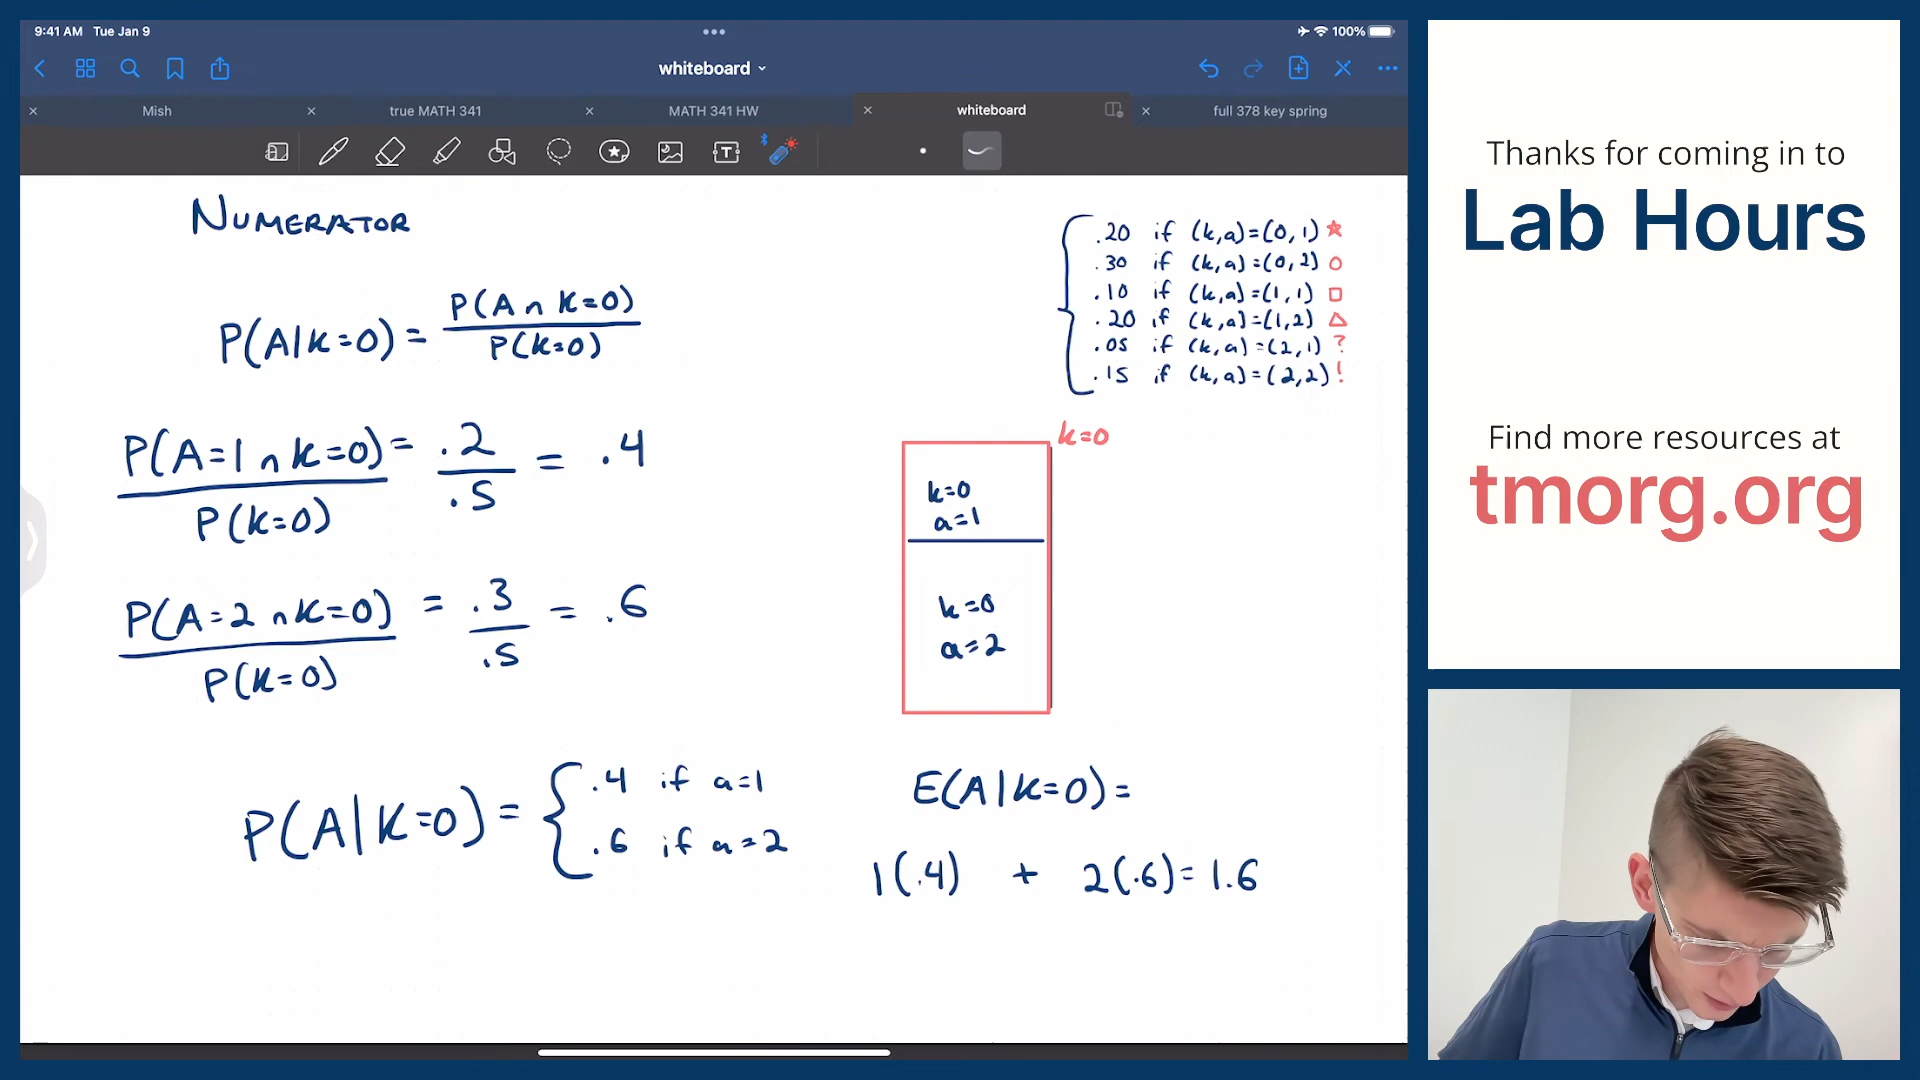 9:41 AM Tue Jan 9
100%
whiteboard
Mish
true MATH 341
MATH 341 HW
whiteboard
full 378 key spring
NUMERATOR
P(A|K=0) = P(A ∩ K=0) / P(K=0)
P(A=1 ∩ K=0) / P(K=0) = .2 / .5 = .4
P(A=2 ∩ K=0) / P(K=0) = .3 / .5 = .6
P(A|K=0) = { .4 if a=1
.6 if a=2
.20 if (k,a)=(0,1)
.30 if (k,a)=(0,2)
.10 if (k,a)=(1,1)
.20 if (k,a)=(1,2)
.05 if (k,a)=(2,1) ?
.15 if (k,a)=(2,2) !
k=0
k=0
a=1
k=0
a=2
E(A|K=0)=
1(.4) + 2(.6)= 1.6
Thanks for coming in to
Lab Hours
Find more resources at
tmorg.org